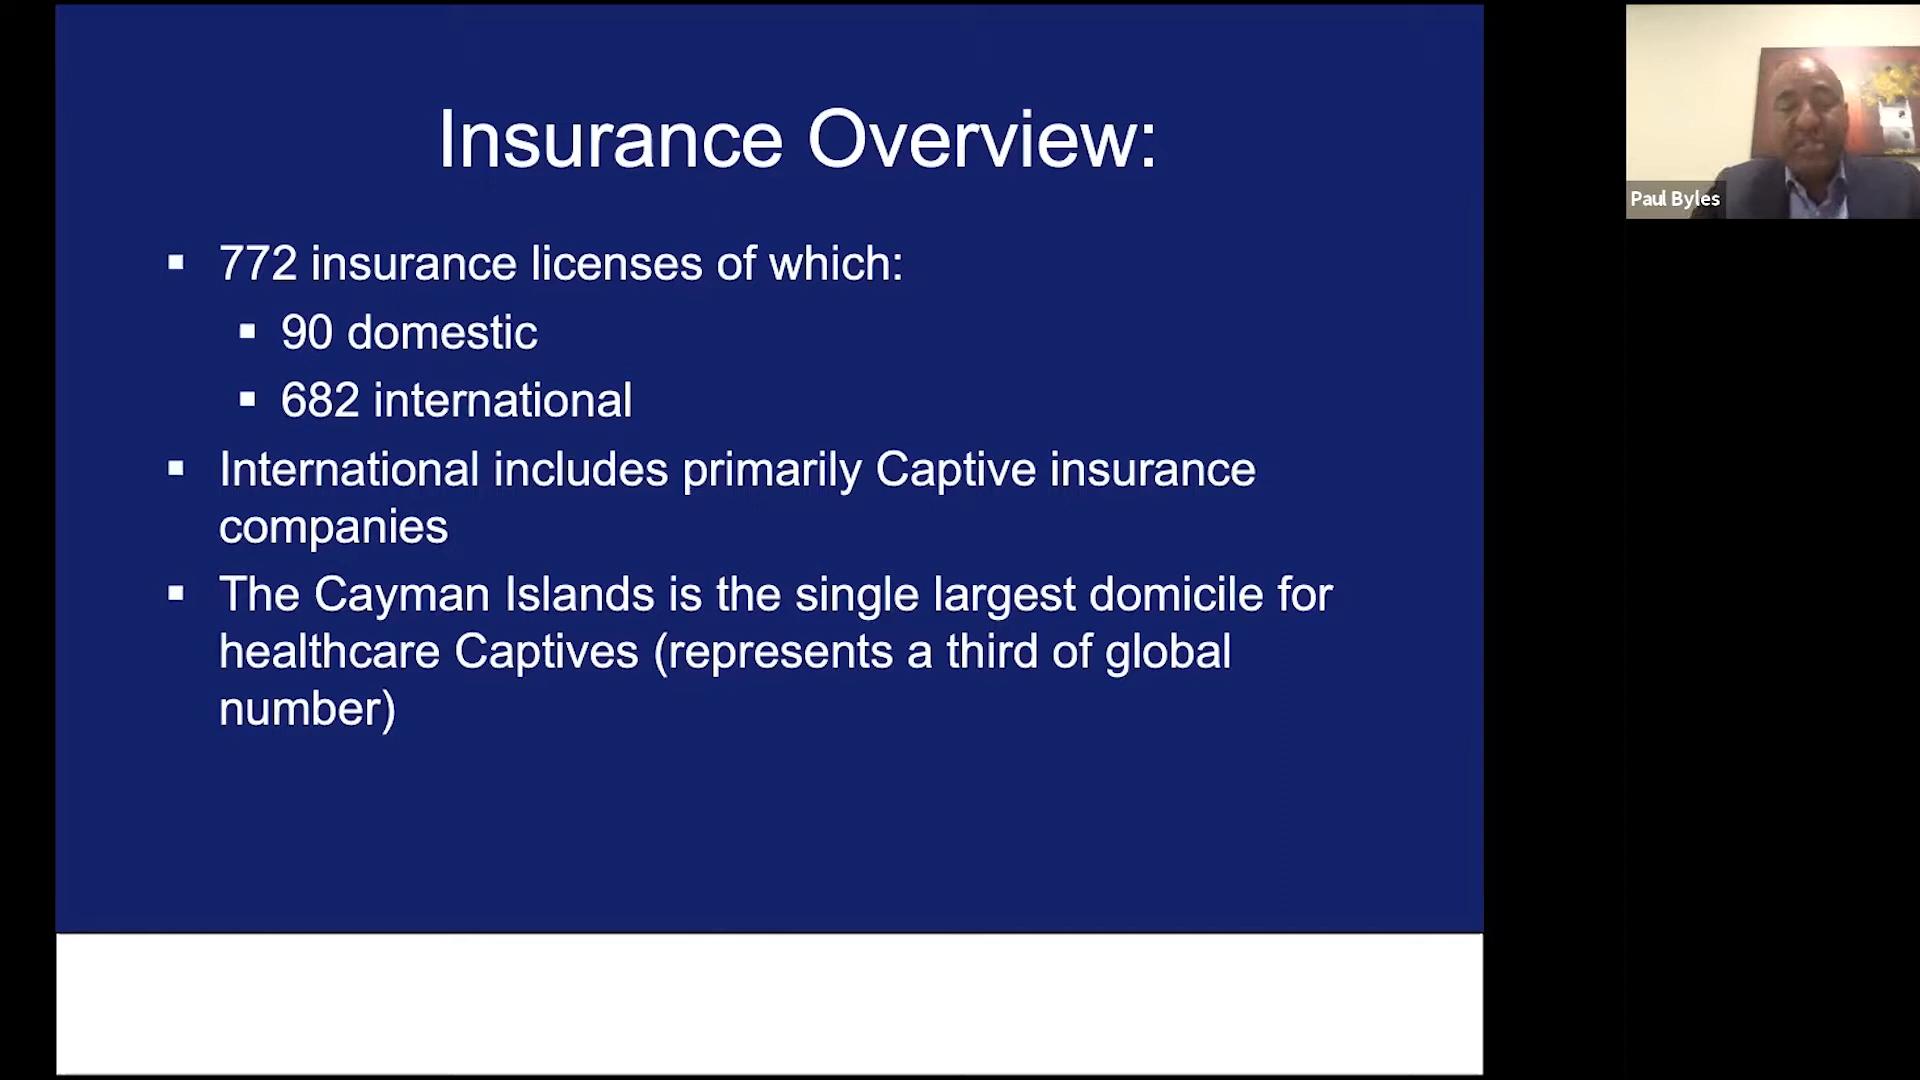 Insurance Overview:
▪ 772 insurance licenses of which:
▪ 90 domestic
▪ 682 international
▪ International includes primarily Captive insurance
companies
▪ The Cayman Islands is the single largest domicile for
healthcare Captives (represents a third of global
number)
Paul Byles